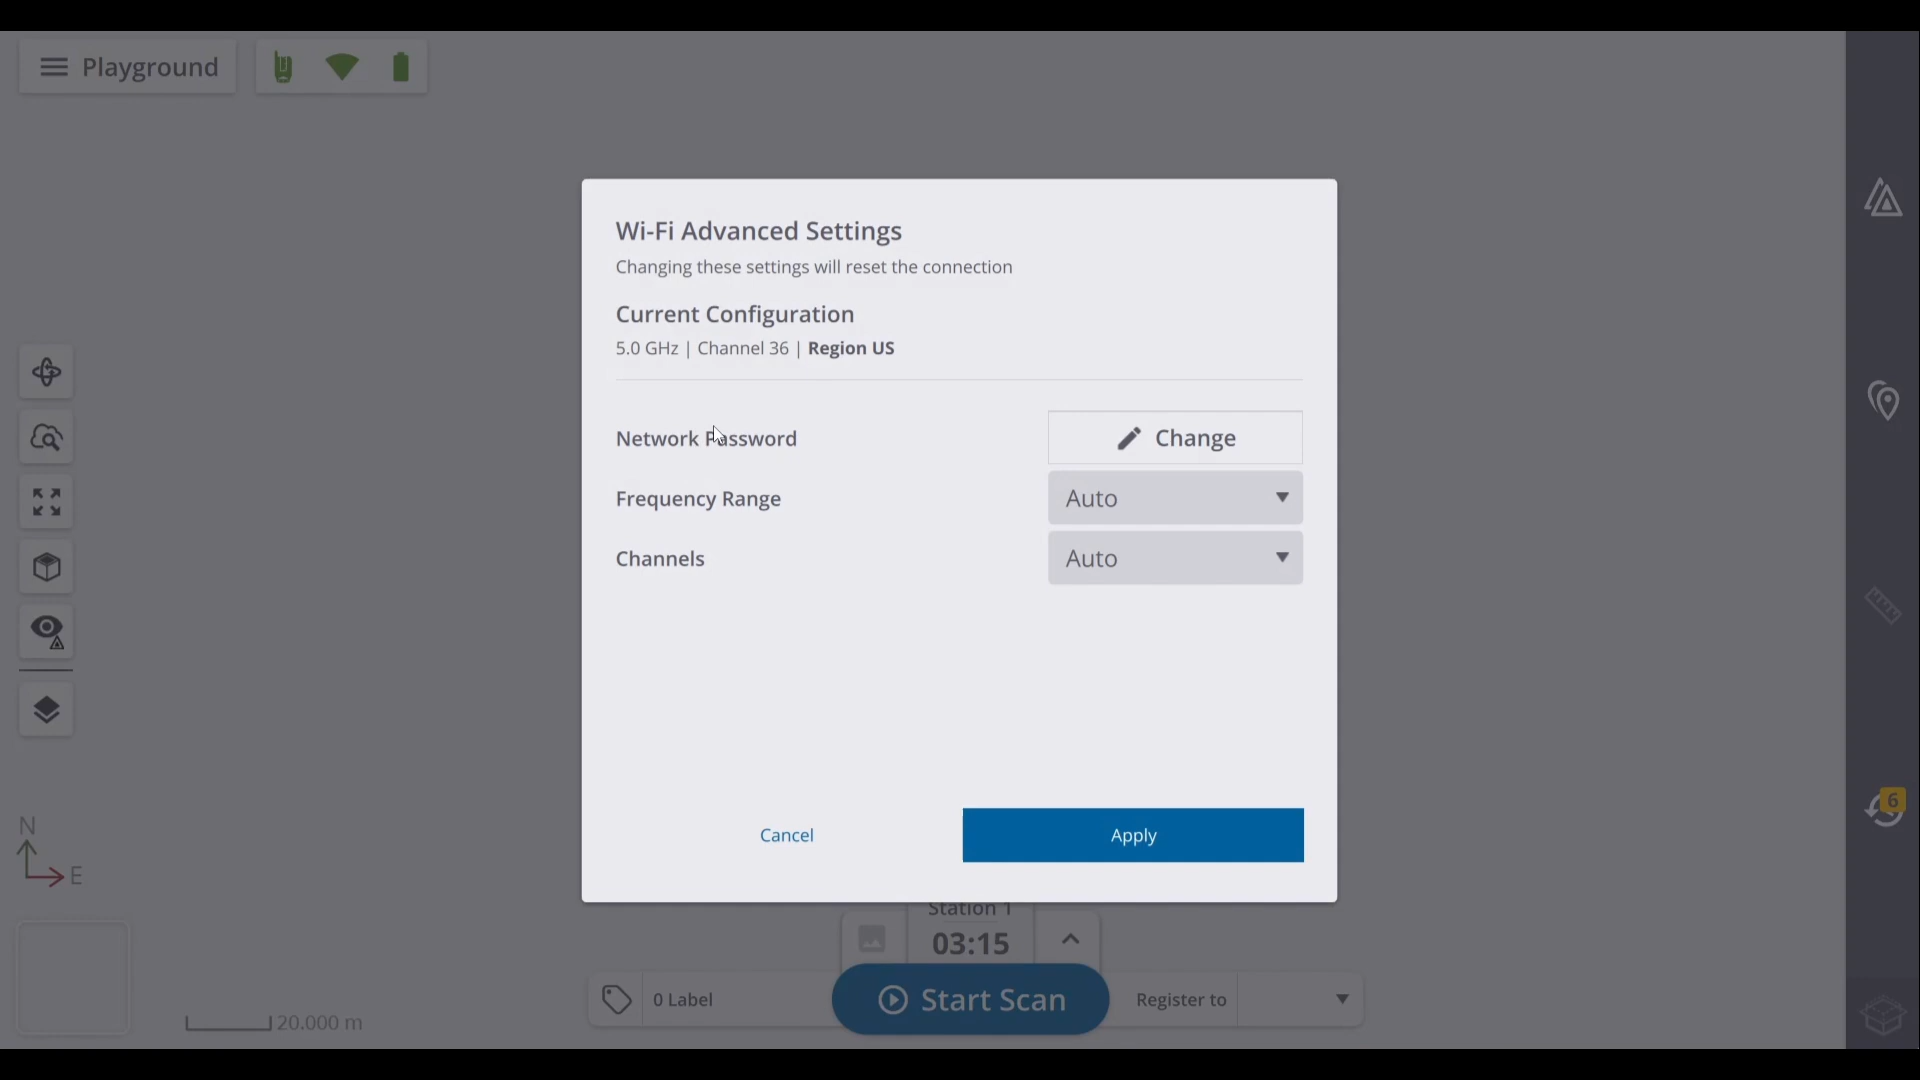 Playground
Wi-Fi Advanced Settings
Changing these settings will reset the connection
Current Configuration
5.0 GHz | Channel 36 | Region US
Network Password
Change
Frequency Range
Auto
Channels
Auto
6
Cancel
Apply
N
E
Station 1
03:15
0 Label
Start Scan
Register to
20.000 m